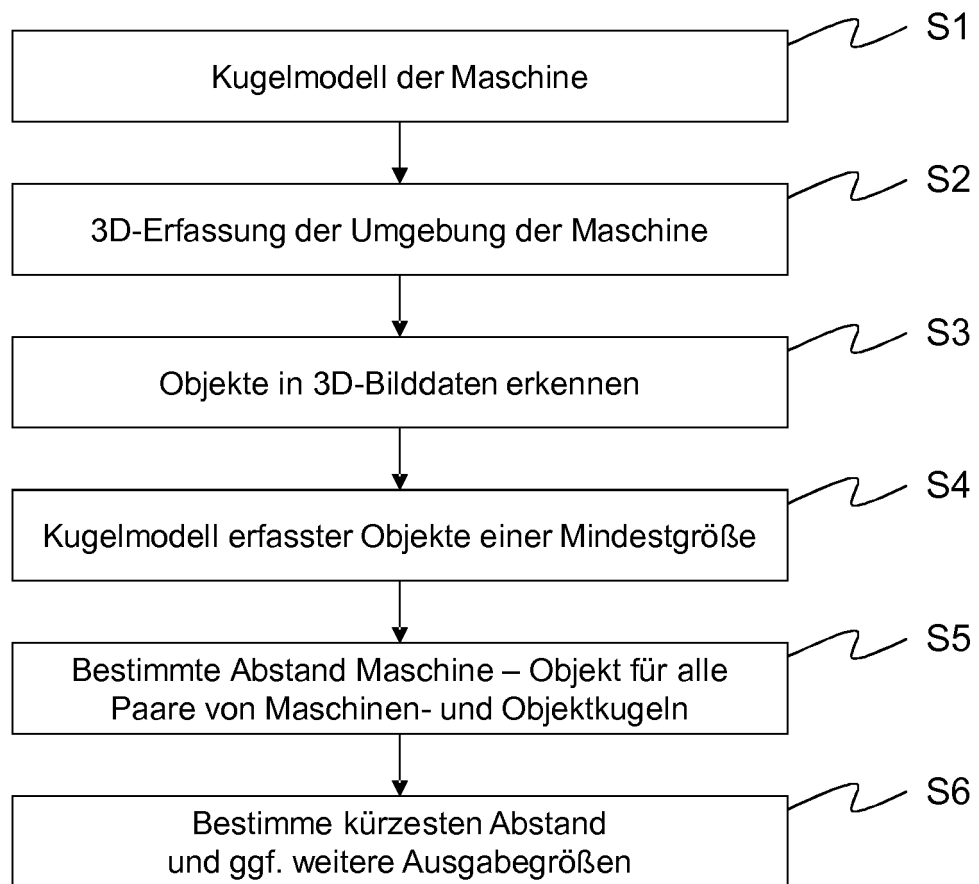 S1
Kugelmodell der Maschine
S2
3D-Erfassung der Umgebung der Maschine
S3
Objekte in 3D-Bilddaten erkennen
S4
Kugelmodell erfasster Objekte einer Mindestgröße
S5
Bestimmte Abstand Maschine – Objekt für alle
Paare von Maschinen- und Objektkugeln
S6
Bestimme kürzesten Abstand
und ggf. weitere Ausgabegrößen